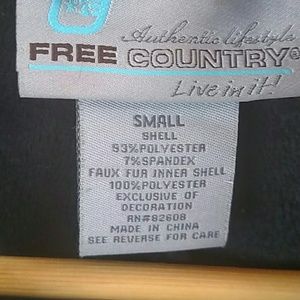 Authentic lifestyle
FREE COUNTRY®
Live in it!
SMALL
SHELL
93%POLYESTER
7%SPANDEX
FAUX FUR INNER SHELL
100%POLYESTER
EXCLUSIVE OF
DECORATION
RN#82608
MADE IN CHINA
SEE REVERSE FOR CARE